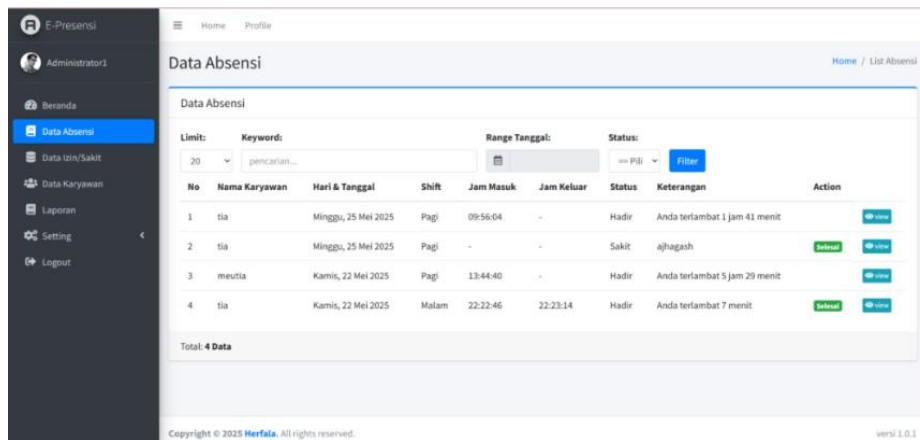 E-Presensi
Home Profile
Administrator1
Data Absensi
Home / List Absensi
Beranda
Data Absensi
Data Izin/Sakit
Data Karyawan
Laporan
Setting
Logout
Data Absensi
Limit: Keyword: Range Tanggal: Status:
20 pencarian... == Pili Filter
No Nama Karyawan Hari & Tanggal Shift Jam Masuk Jam Keluar Status Keterangan Action
1 tia Minggu, 25 Mei 2025 Pagi 09:56:04 - Hadir Anda terlambat 1 jam 41 menit view
2 tia Minggu, 25 Mei 2025 Pagi - - Sakit ajhagash Selesai view
3 meutia Kamis, 22 Mei 2025 Pagi 13:44:40 - Hadir Anda terlambat 5 jam 29 menit view
4 tia Kamis, 22 Mei 2025 Malam 22:22:46 22:23:14 Hadir Anda terlambat 7 menit Selesai view
Total: 4 Data
Copyright © 2025 Herfala. All rights reserved. versi 1.0.1